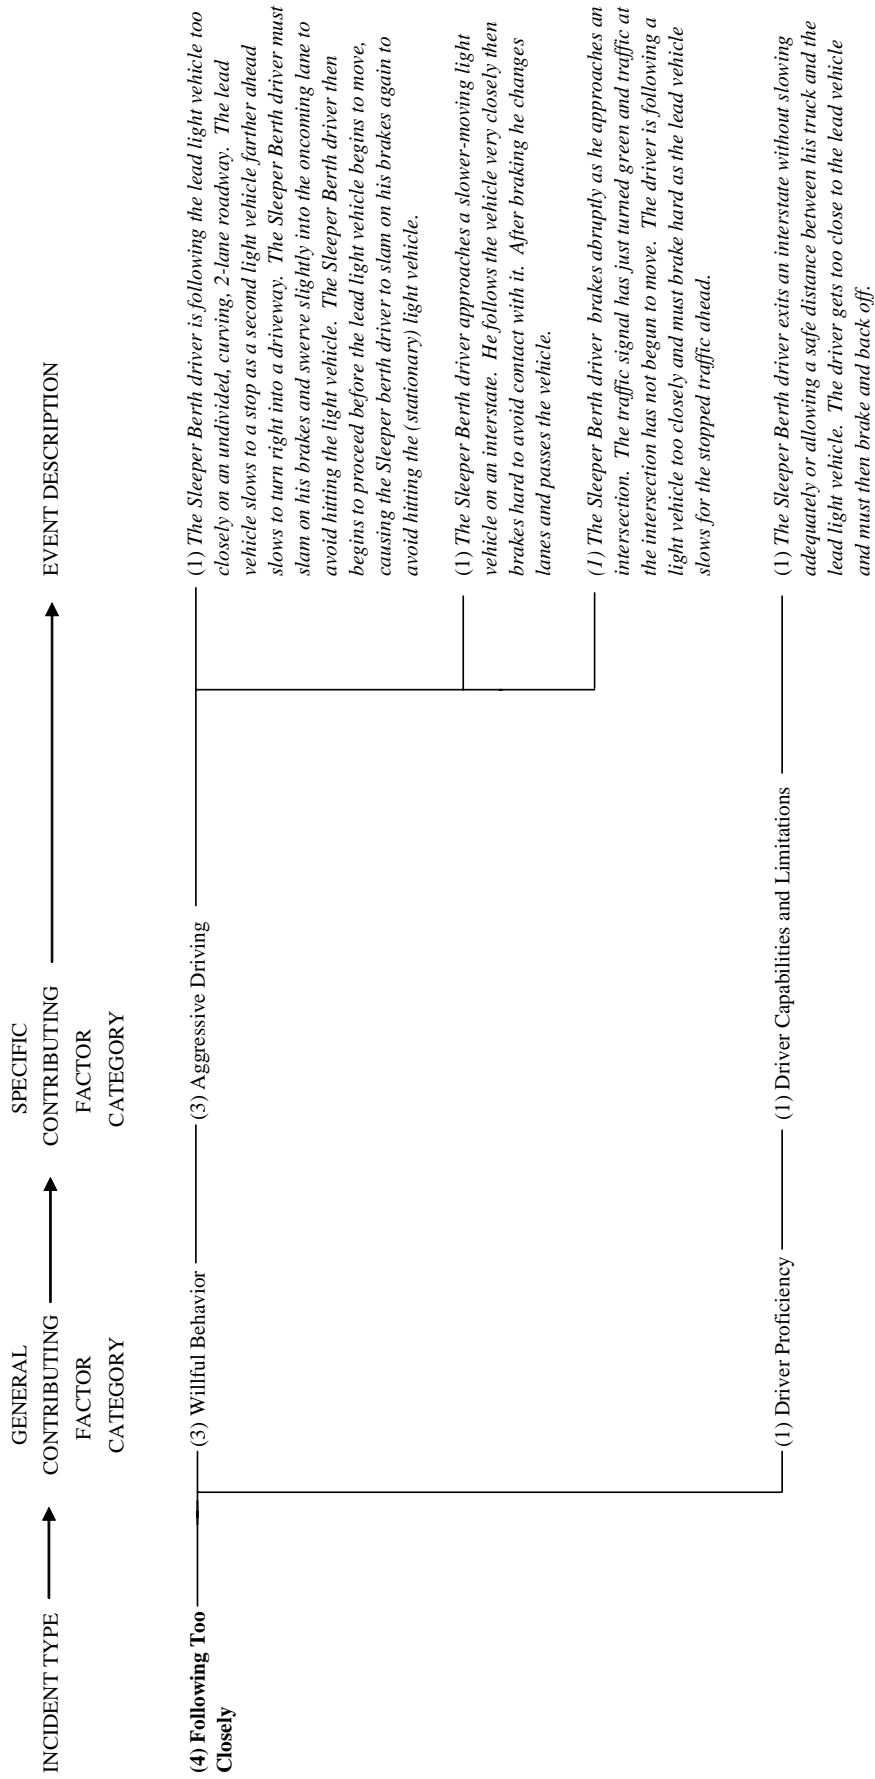 INCIDENT TYPE
GENERAL
CONTRIBUTING
FACTOR
CATEGORY
SPECIFIC
CONTRIBUTING
FACTOR
CATEGORY
EVENT DESCRIPTION
(4) Following Too
Closely
(3) Willful Behavior
(3) Aggressive Driving
(1) The Sleeper Berth driver is following the lead light vehicle too
closely on an undivided, curving, 2-lane roadway. The lead
vehicle slows to a stop as a second light vehicle farther ahead
slows to turn right into a driveway. The Sleeper Berth driver must
slam on his brakes and swerve slightly into the oncoming lane to
avoid hitting the light vehicle. The Sleeper Berth driver then
begins to proceed before the lead light vehicle begins to move,
causing the Sleeper berth driver to slam on his brakes again to
avoid hitting the (stationary) light vehicle.
(1) The Sleeper Berth driver approaches a slower-moving light
vehicle on an interstate. He follows the vehicle very closely then
brakes hard to avoid contact with it. After braking he changes
lanes and passes the vehicle.
(1) The Sleeper Berth driver brakes abruptly as he approaches an
intersection. The traffic signal has just turned green and traffic at
the intersection has not begun to move. The driver is following a
light vehicle too closely and must brake hard as the lead vehicle
slows for the stopped traffic ahead.
(1) Driver Proficiency
(1) Driver Capabilities and Limitations
(1) The Sleeper Berth driver exits an interstate without slowing
adequately or allowing a safe distance between his truck and the
lead light vehicle. The driver gets too close to the lead vehicle
and must then brake and back off.